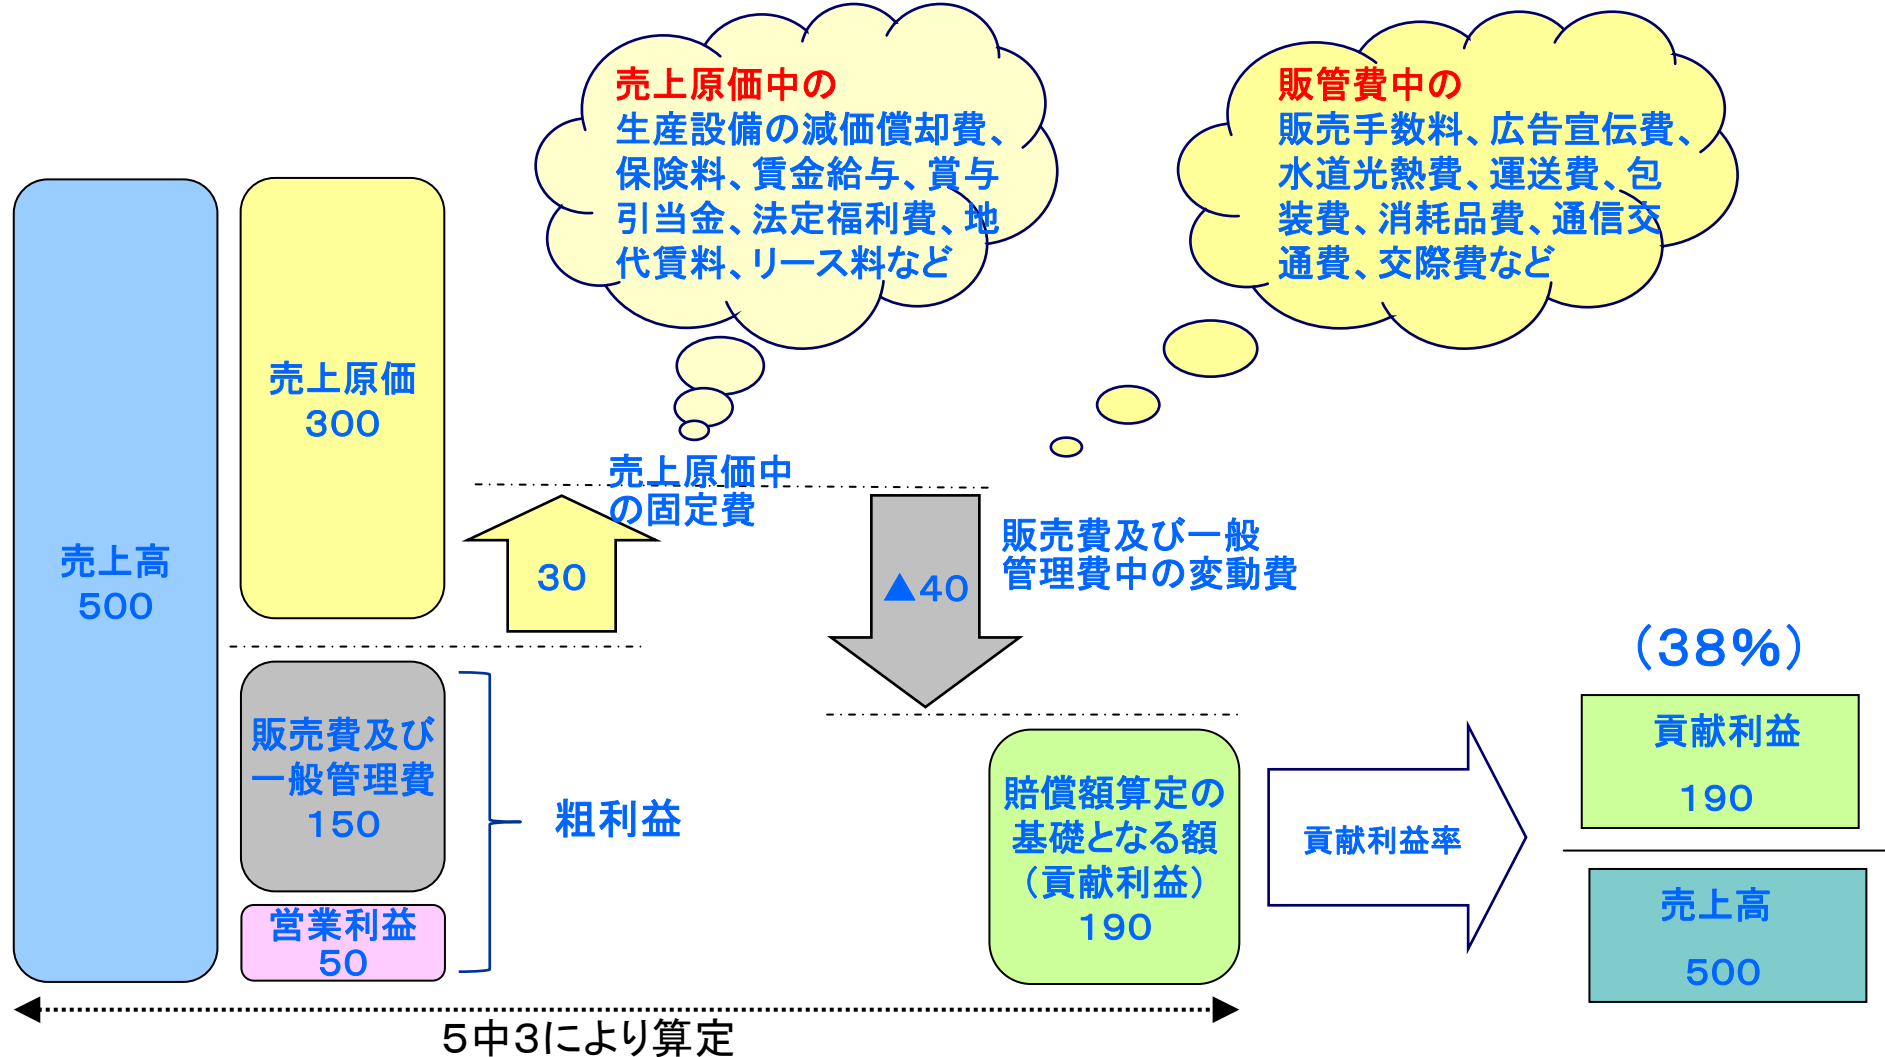 売上原価中の
生産設備の減価償却費、
保険料、賃金給与、賞与
引当金、法定福利費、地
代賃料、リース料など
販管費中の
販売手数料、広告宣伝費、
水道光熱費、運送費、包
装費、消耗品費、通信交
通費、交際費など
売上高
500
売上原価
300
売上原価中
の固定費
30
▲40
販売費及び一般
管理費中の変動費
販売費及び
一般管理費
150
営業利益
50
粗利益
賠償額算定の
基礎となる額
（貢献利益）
190
貢献利益率
（38%）
貢献利益
190
売上高
500
５中３により算定